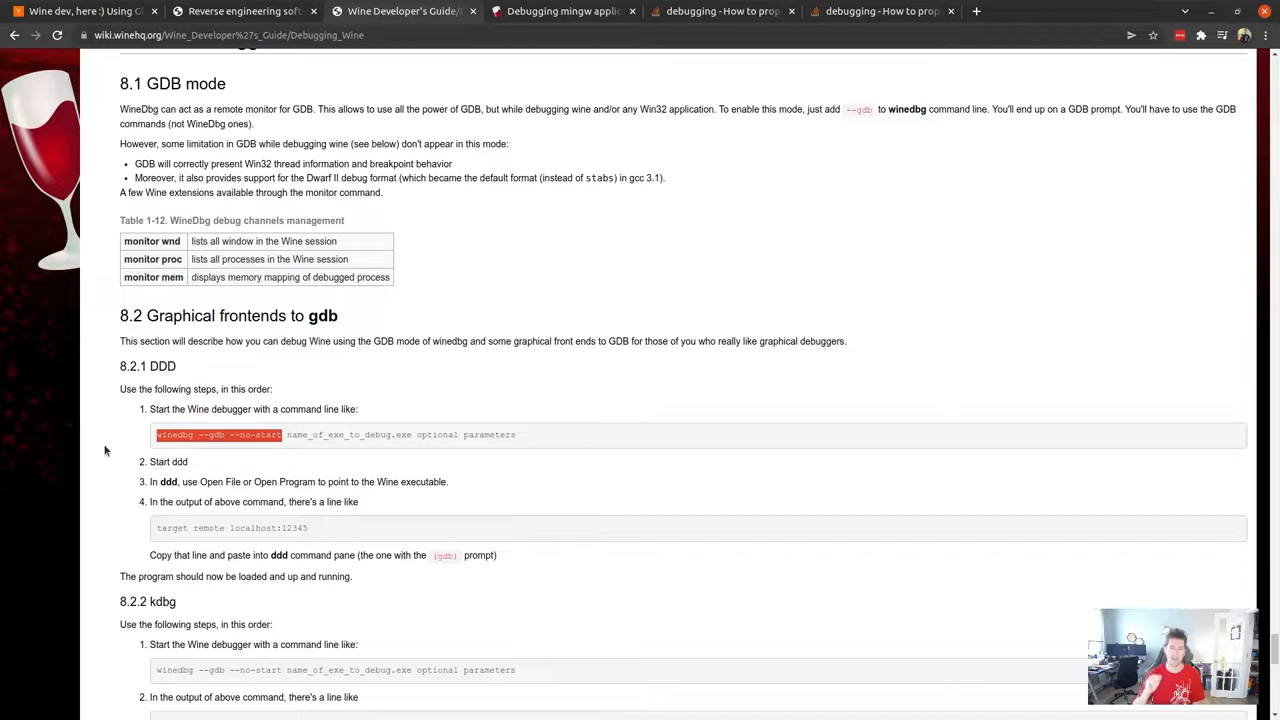 Wine dev, here :) Using Gl
Reverse engineering soft
Wine Developer's Guide/
Debugging mingw applic
debugging - How to prop
debugging - How to prop
wiki.winehq.org/Wine_Developer%27s_Guide/Debugging_Wine
8.1 GDB mode
WineDbg can act as a remote monitor for GDB. This allows to use all the power of GDB, but while debugging wine and/or any Win32 application. To enable this mode, just add --gdb to winedbg command line. You'll end up on a GDB prompt. You'll have to use the GDB
commands (not WineDbg ones).
However, some limitation in GDB while debugging wine (see below) don't appear in this mode:
• GDB will correctly present Win32 thread information and breakpoint behavior
• Moreover, it also provides support for the Dwarf II debug format (which became the default format (instead of stabs) in gcc 3.1).
A few Wine extensions available through the monitor command.
Table 1-12. WineDbg debug channels management
monitor wnd lists all window in the Wine session
monitor proc lists all processes in the Wine session
monitor mem displays memory mapping of debugged process
8.2 Graphical frontends to gdb
This section will describe how you can debug Wine using the GDB mode of winedbg and some graphical front ends to GDB for those of you who really like graphical debuggers.
8.2.1 DDD
Use the following steps, in this order:
1. Start the Wine debugger with a command line like:
winedbg --gdb --no-start name_of_exe_to_debug.exe optional parameters
2. Start ddd
3. In ddd, use Open File or Open Program to point to the Wine executable.
4. In the output of above command, there's a line like
target remote localhost:12345
Copy that line and paste into ddd command pane (the one with the (gdb) prompt)
The program should now be loaded and up and running.
8.2.2 kdbg
Use the following steps, in this order:
1. Start the Wine debugger with a command line like:
winedbg --gdb --no-start name_of_exe_to_debug.exe optional parameters
2. In the output of above command, there's a line like